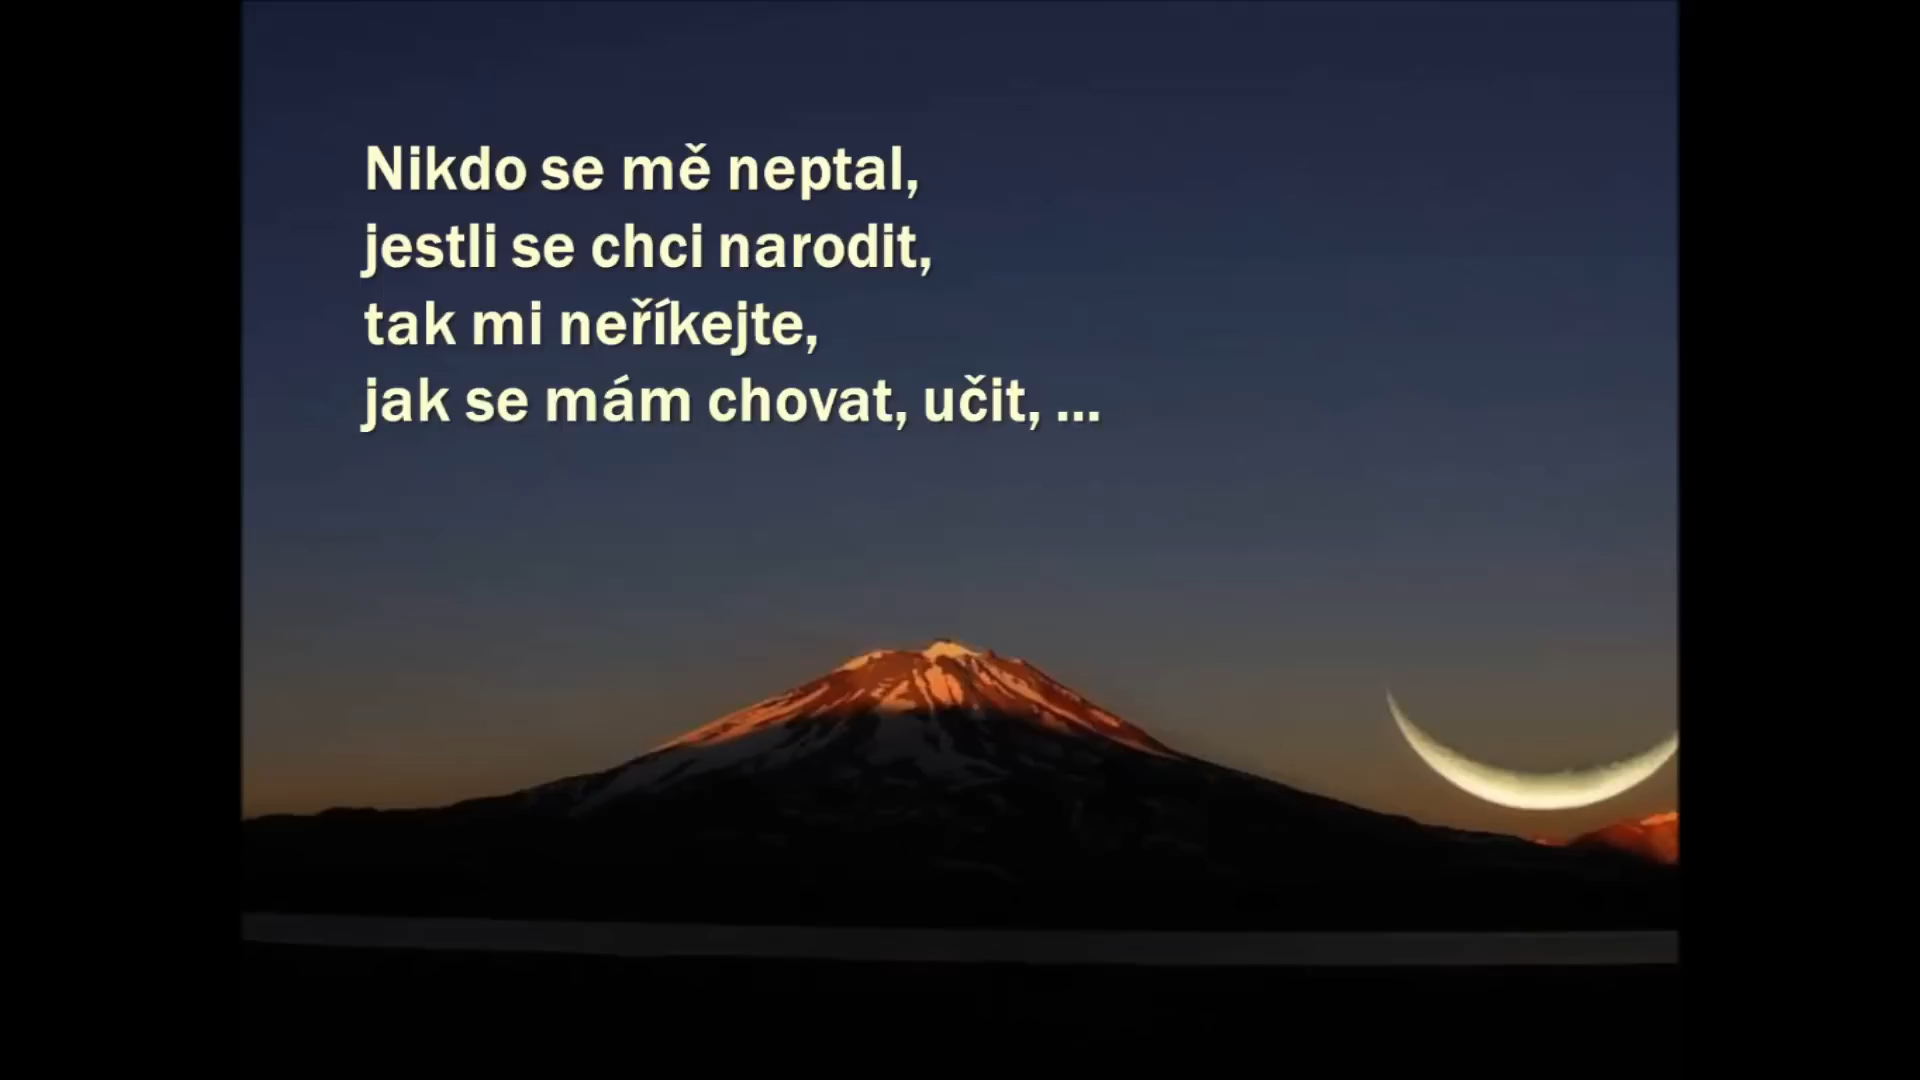 Nikdo se mě neptal,
jestli se chci narodit,
tak mi neříkejte,
jak se mám chovat, učit, ...